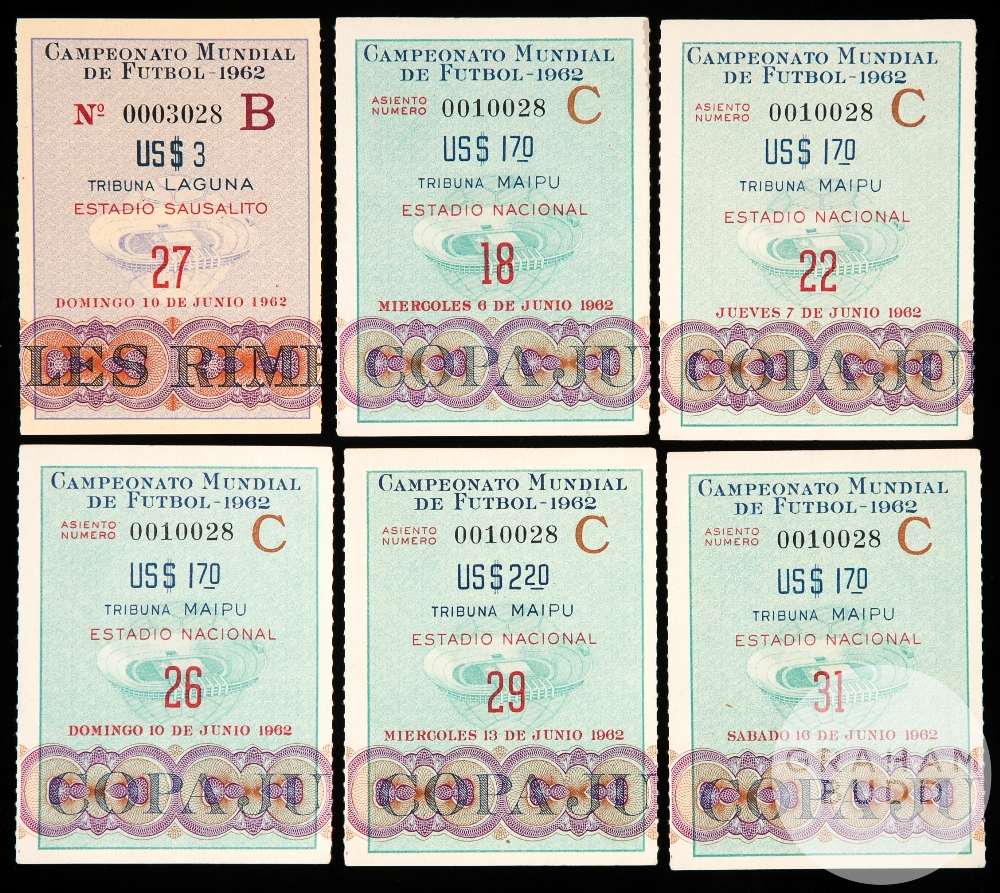 CAMPEONATO MUNDIAL
DE FUTBOL-1962
Nº 0003028 B
US$ 3
TRIBUNA LAGUNA
ESTADIO SAUSALITO
27
DOMINGO 10 DE JUNIO 1962
LES RIME
CAMPEONATO MUNDIAL
DE FUTBOL-1962
ASIENTO
NUMERO 0010028 C
US$ 170
TRIBUNA MAIPU
ESTADIO NACIONAL
18
MIERCOLES 6 DE JUNIO 1962
COPA JU
CAMPEONATO MUNDIAL
DE FUTBOL-1962
ASIENTO
NUMERO 0010028 C
US$ 170
TRIBUNA MAIPU
ESTADIO NACIONAL
22
JUEVES 7 DE JUNIO 1962
COPA JU
CAMPEONATO MUNDIAL
DE FUTBOL-1962
ASIENTO
NUMERO 0010028 C
US$ 170
TRIBUNA MAIPU
ESTADIO NACIONAL
26
DOMINGO 10 DE JUNIO 1962
COPA JU
CAMPEONATO MUNDIAL
DE FUTBOL-1962
ASIENTO
NUMERO 0010028 C
US$ 220
TRIBUNA MAIPU
ESTADIO NACIONAL
29
MIERCOLES 13 DE JUNIO 1962
COPA JU
CAMPEONATO MUNDIAL
DE FUTBOL-1962
ASIENTO
NUMERO 0010028 C
US$ 170
TRIBUNA MAIPU
ESTADIO NACIONAL
31
SABADO 16 DE JUNIO 1962
COPA JU
GRAHAM
BUDD